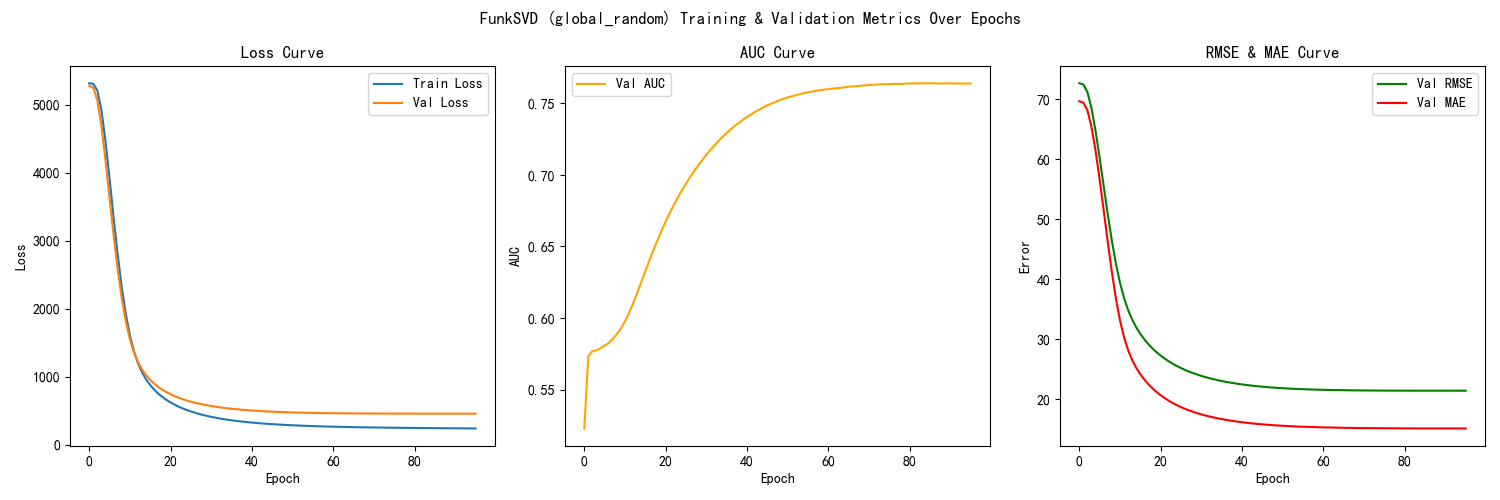 FunkSVD (global_random) Training & Validation Metrics Over Epochs
Loss Curve
Train Loss
Val Loss
5000
4000
3000
2000
1000
0
Loss
0 20 40 60 80
Epoch
AUC Curve
Val AUC
0.75
0.70
0.65
0.60
0.55
AUC
0 20 40 60 80
Epoch
RMSE & MAE Curve
Val RMSE
Val MAE
70
60
50
40
30
20
Error
0 20 40 60 80
Epoch